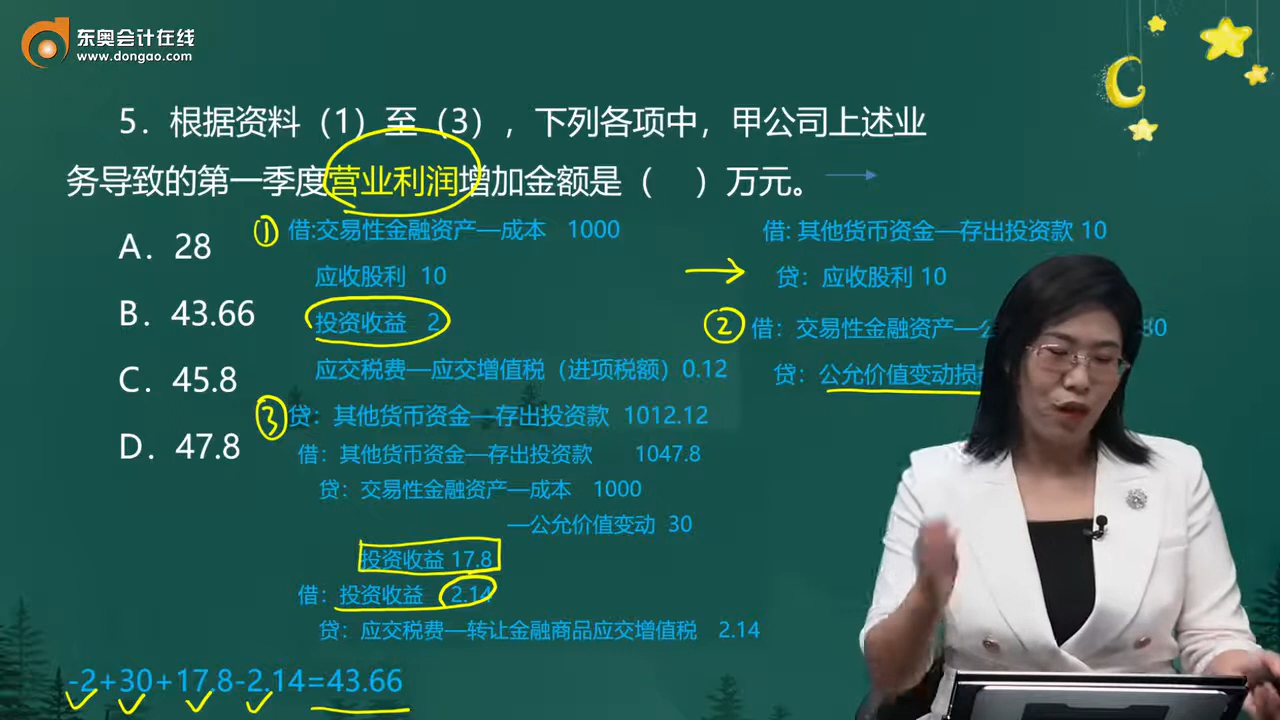 东奥会计在线
www.dongao.com
5．根据资料（1）至（3），下列各项中，甲公司上述业
务导致的第一季度营业利润增加金额是（ ）万元。
A．28
B．43.66
C．45.8
D．47.8
①
借:交易性金融资产—成本 1000
应收股利 10
投资收益 2
应交税费—应交增值税（进项税额）0.12
贷：其他货币资金—存出投资款 1012.12
借: 其他货币资金—存出投资款 10
贷：应收股利 10
②
借：交易性金融资产—公
贷：公允价值变动损
③
借：其他货币资金—存出投资款 1047.8
贷：交易性金融资产—成本 1000
—公允价值变动 30
投资收益 17.8
借：投资收益 2.14
贷：应交税费—转让金融商品应交增值税 2.14
-2+30+17.8-2.14=43.66